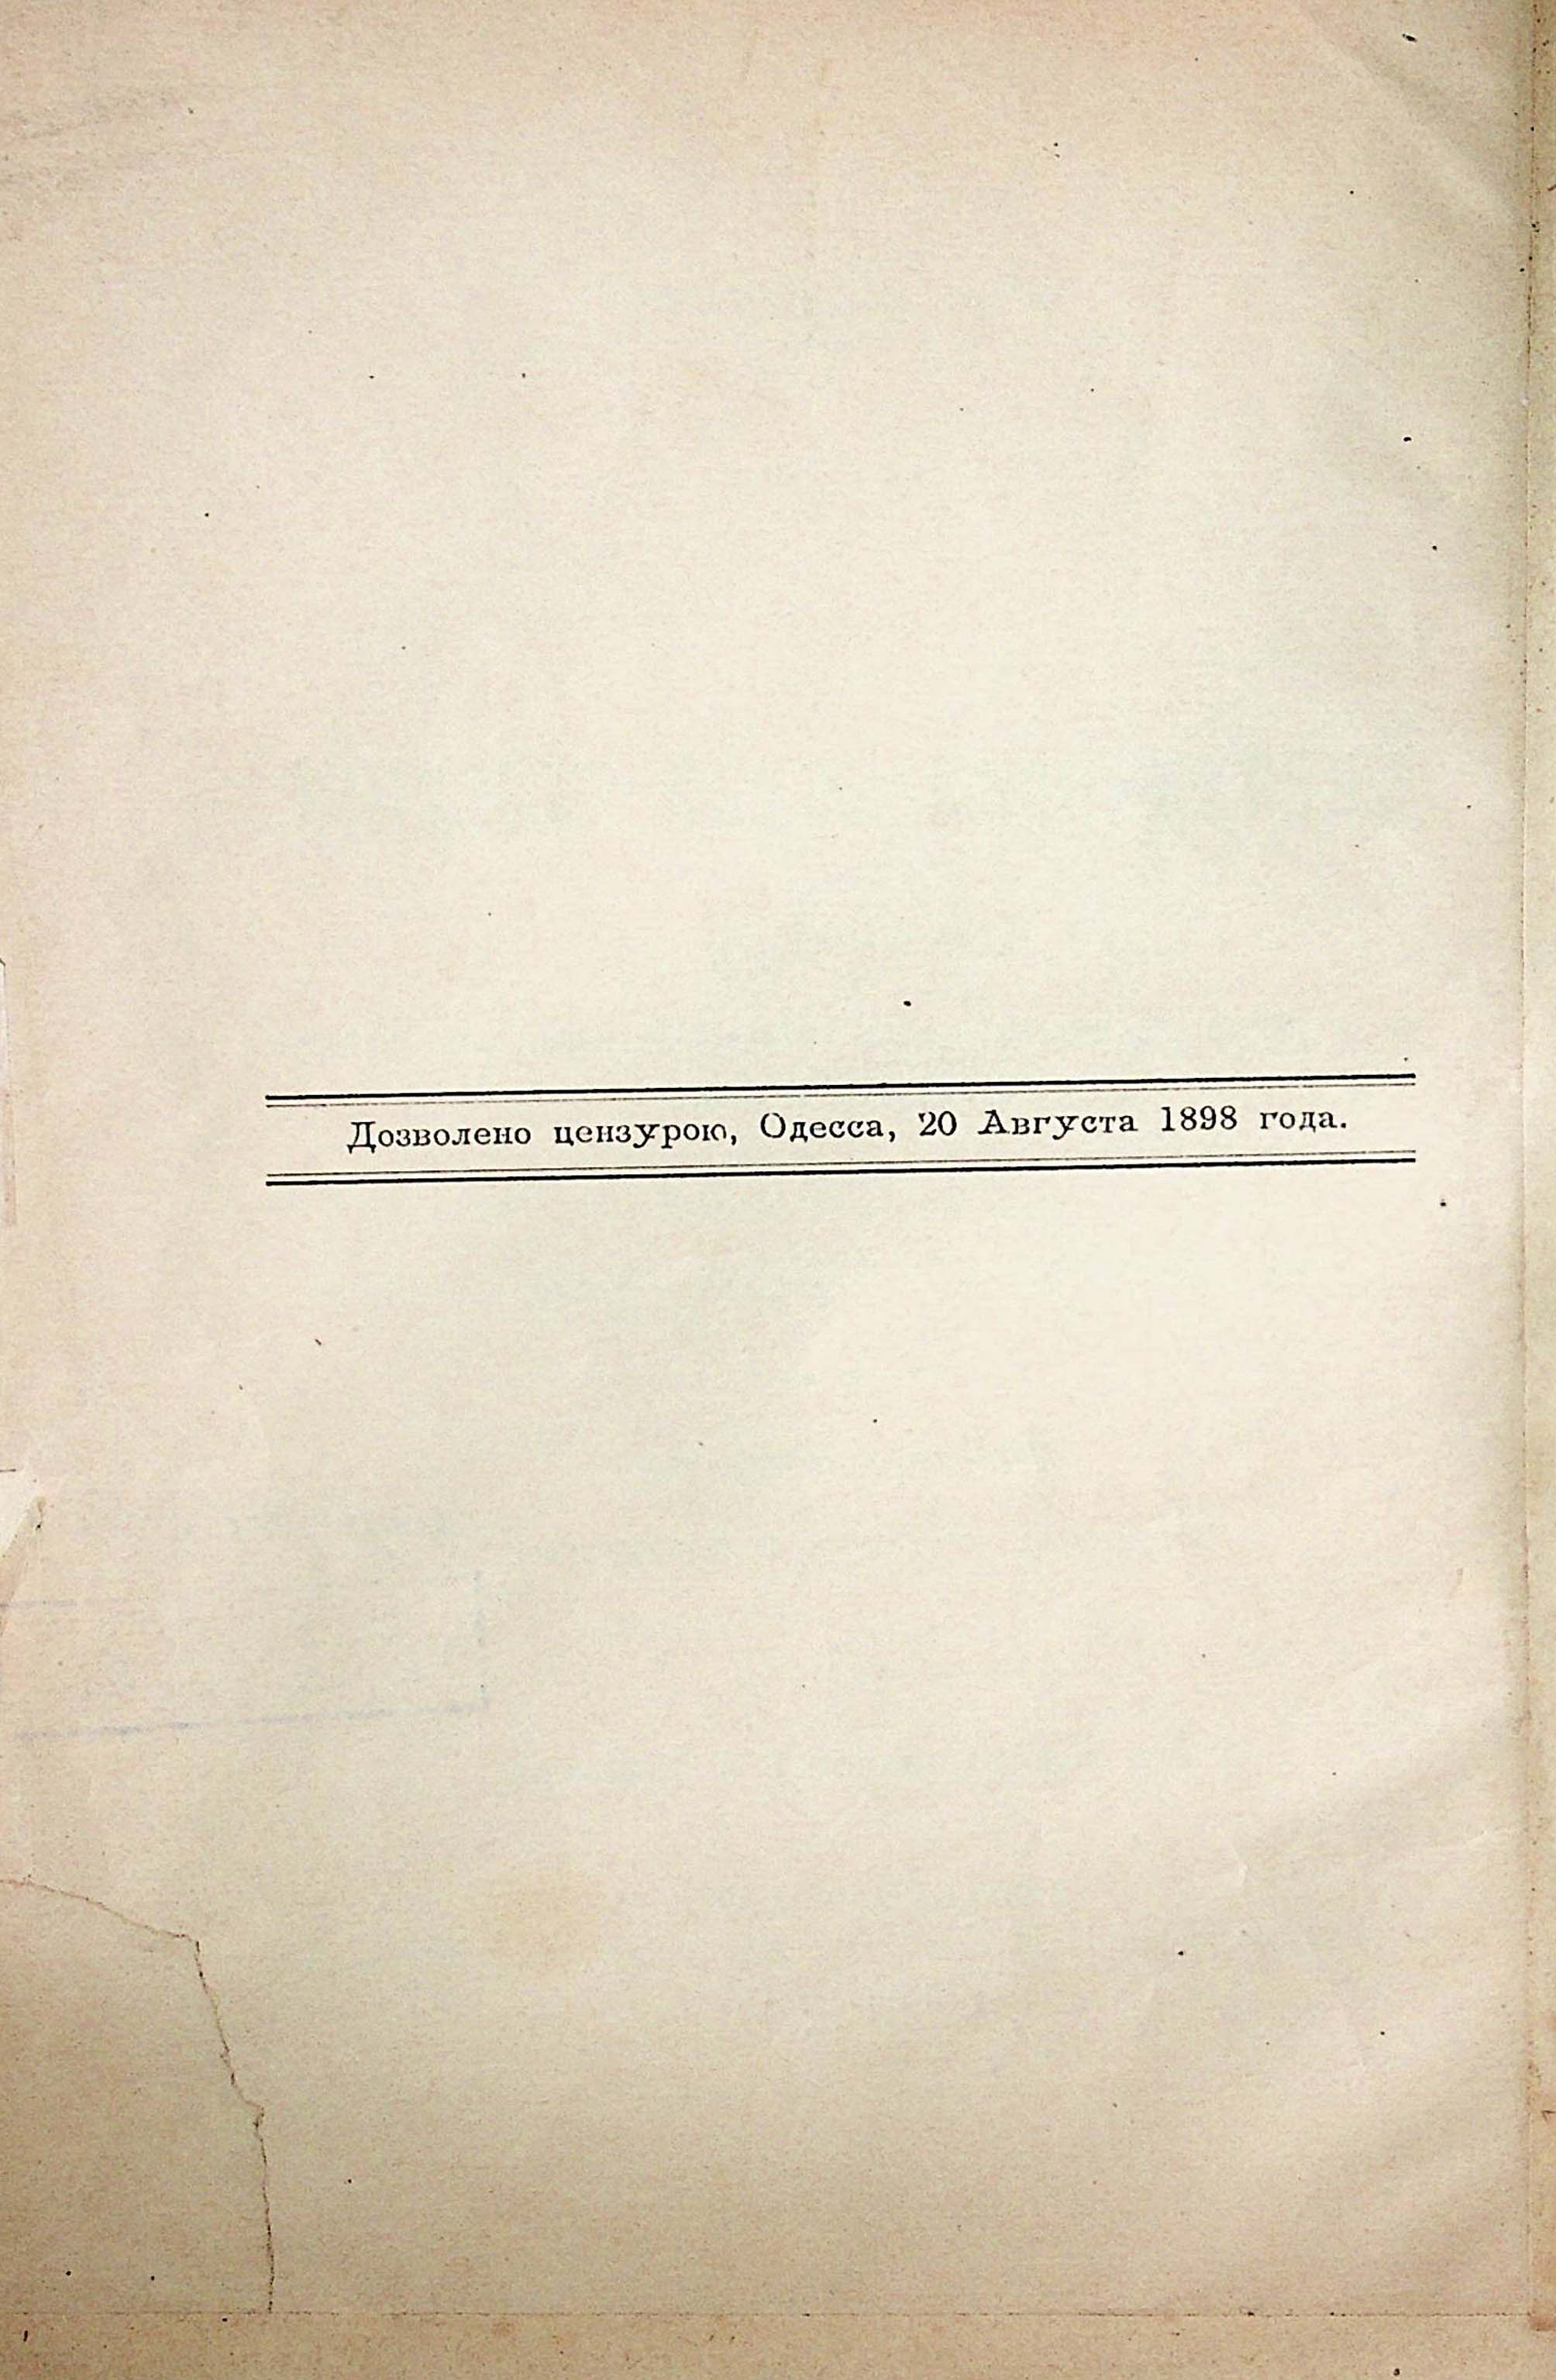 Дозволено цензурою, Одесса, 20 Августа 1898 года.